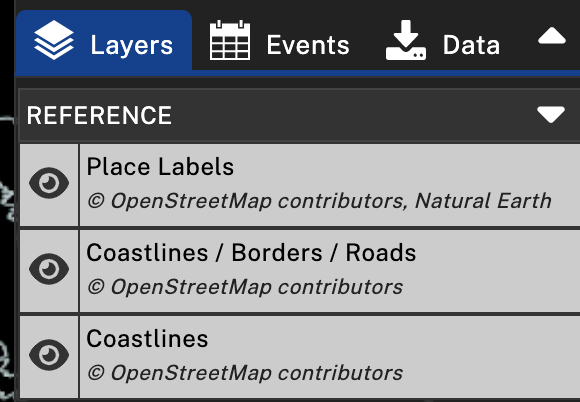 Layers Events Data
REFERENCE
Place Labels
© OpenStreetMap contributors, Natural Earth
Coastlines / Borders / Roads
© OpenStreetMap contributors
Coastlines
© OpenStreetMap contributors